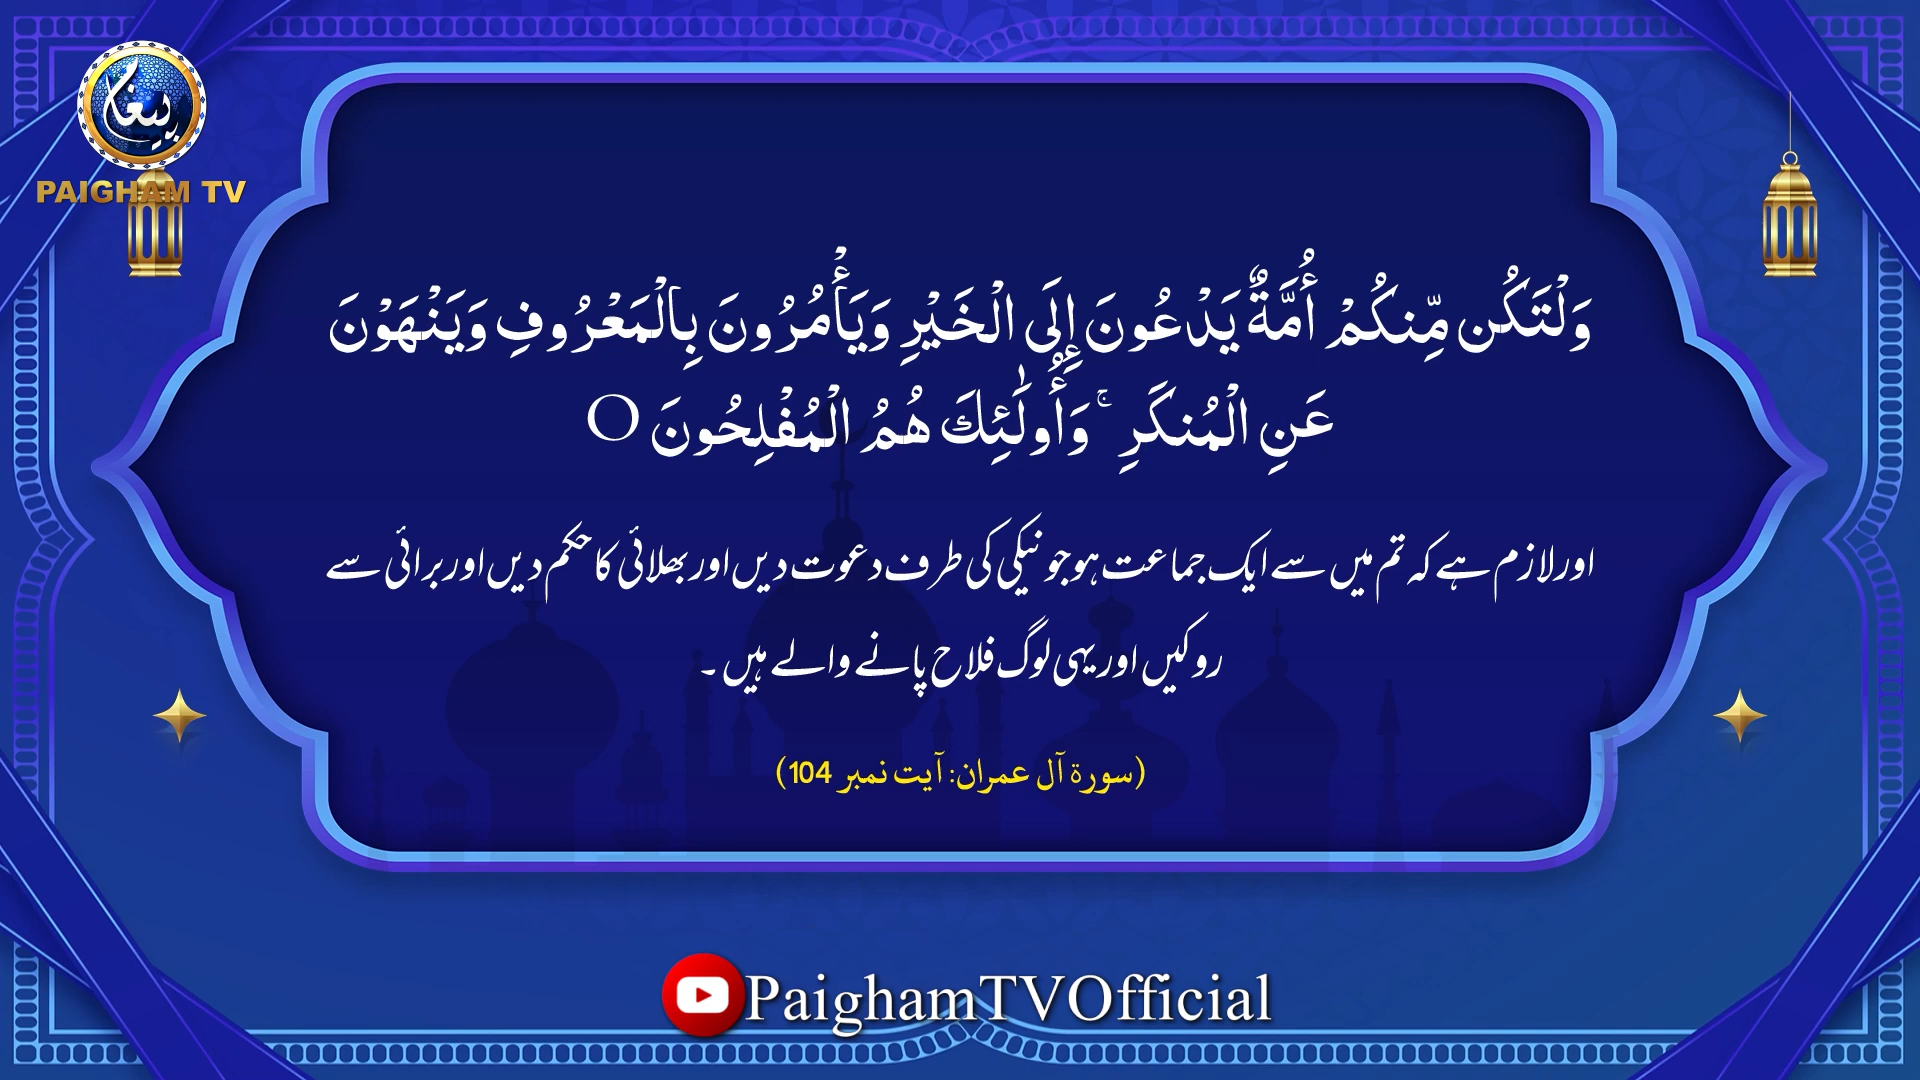 پیغام
PAIGHAM TV
وَلْتَكُن مِّنكُمْ أُمَّةٌ يَدْعُونَ إِلَى الْخَيْرِ وَيَأْمُرُونَ بِالْمَعْرُوفِ وَيَنْهَوْنَ
عَنِ الْمُنكَرِ ۚ وَأُولَٰئِكَ هُمُ الْمُفْلِحُونَ O
اور لازم ہے کہ تم میں سے ایک جماعت ہو جو نیکی کی طرف دعوت دیں اور بھلائی کا حکم دیں اور برائی سے
روکیں اور یہی لوگ فلاح پانے والے ہیں ۔
(سورۃ آل عمران: آیت نمبر 104)
PaighamTVOfficial